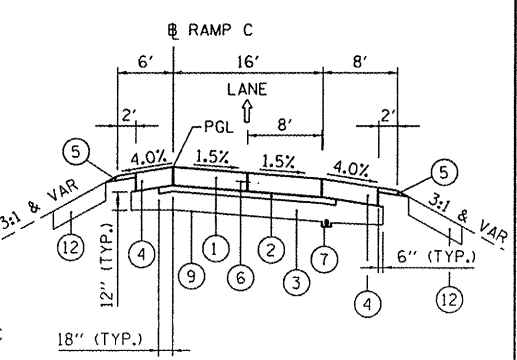 ℄ RAMP C
6' 16' 8'
LANE
2' 8' 2'
PGL
5 4.0% 1.5% 1.5% 4.0% 5
3:1 & VAR 3:1 & VAR
12 4 1 2 7 6" (TYP.)
12" (TYP.) 9 6 3 4 12
18" (TYP.)